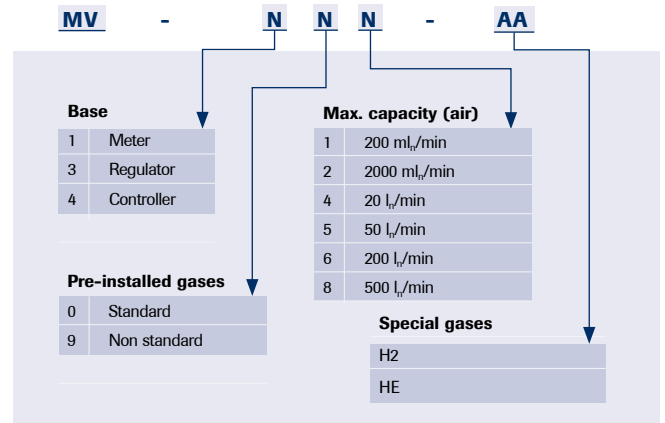 MV - N N N - AA
Base
1 Meter
3 Regulator
4 Controller
Pre-installed gases
0 Standard
9 Non standard
Max. capacity (air)
1 200 mlₙ/min
2 2000 mlₙ/min
4 20 lₙ/min
5 50 lₙ/min
6 200 lₙ/min
8 500 lₙ/min
Special gases
H2
HE